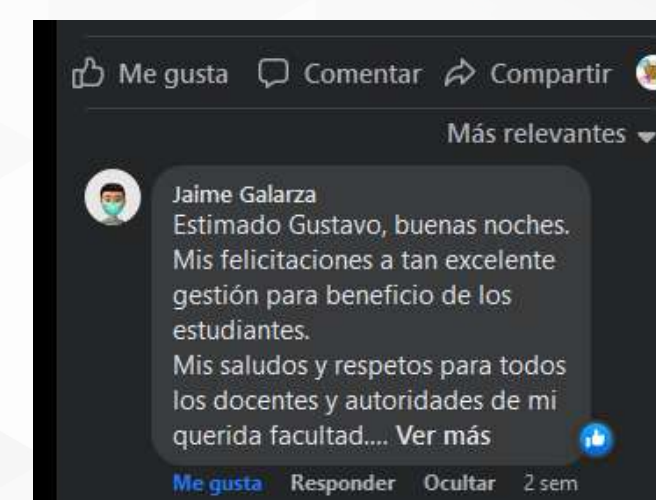 Me gusta Comentar Compartir
Más relevantes
Jaime Galarza
Estimado Gustavo, buenas noches.
Mis felicitaciones a tan excelente
gestión para beneficio de los
estudiantes.
Mis saludos y respetos para todos
los docentes y autoridades de mi
querida facultad.... Ver más
Me gusta Responder Ocultar 2 sem